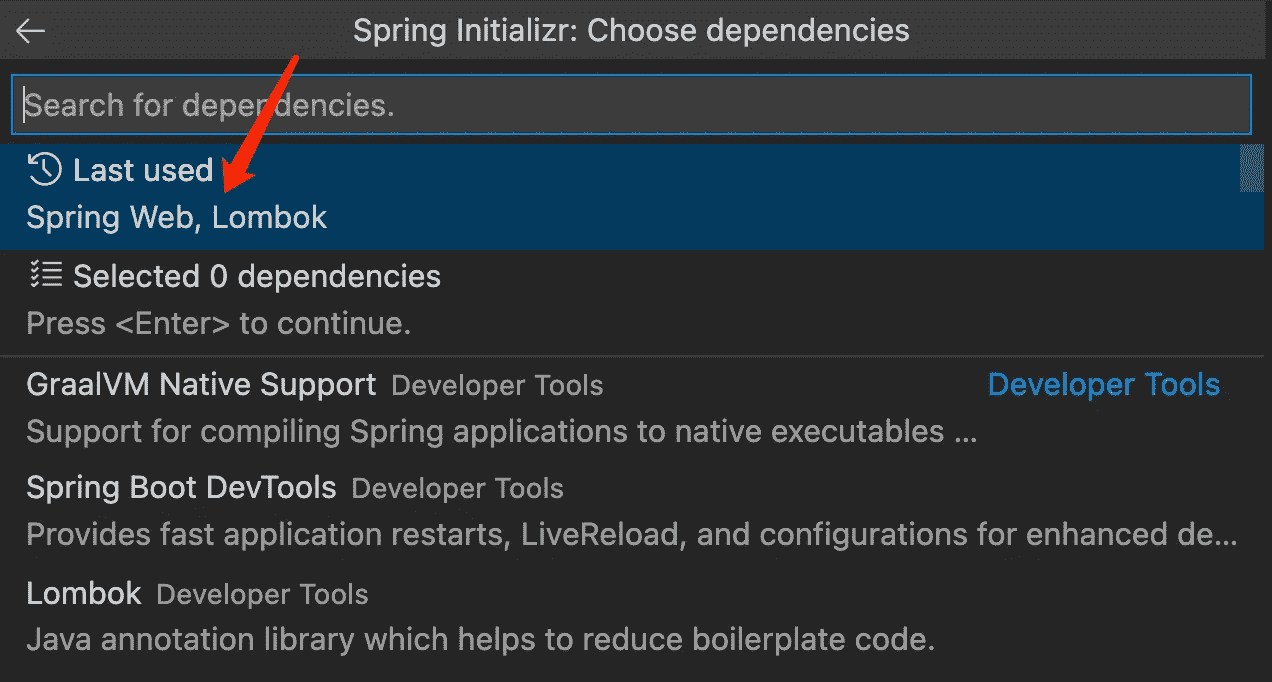 Spring Initializr: Choose dependencies
Search for dependencies.
Last used
Spring Web, Lombok
Selected 0 dependencies
Press <Enter> to continue.
GraalVM Native Support Developer Tools Developer Tools
Support for compiling Spring applications to native executables ...
Spring Boot DevTools Developer Tools
Provides fast application restarts, LiveReload, and configurations for enhanced de...
Lombok Developer Tools
Java annotation library which helps to reduce boilerplate code.